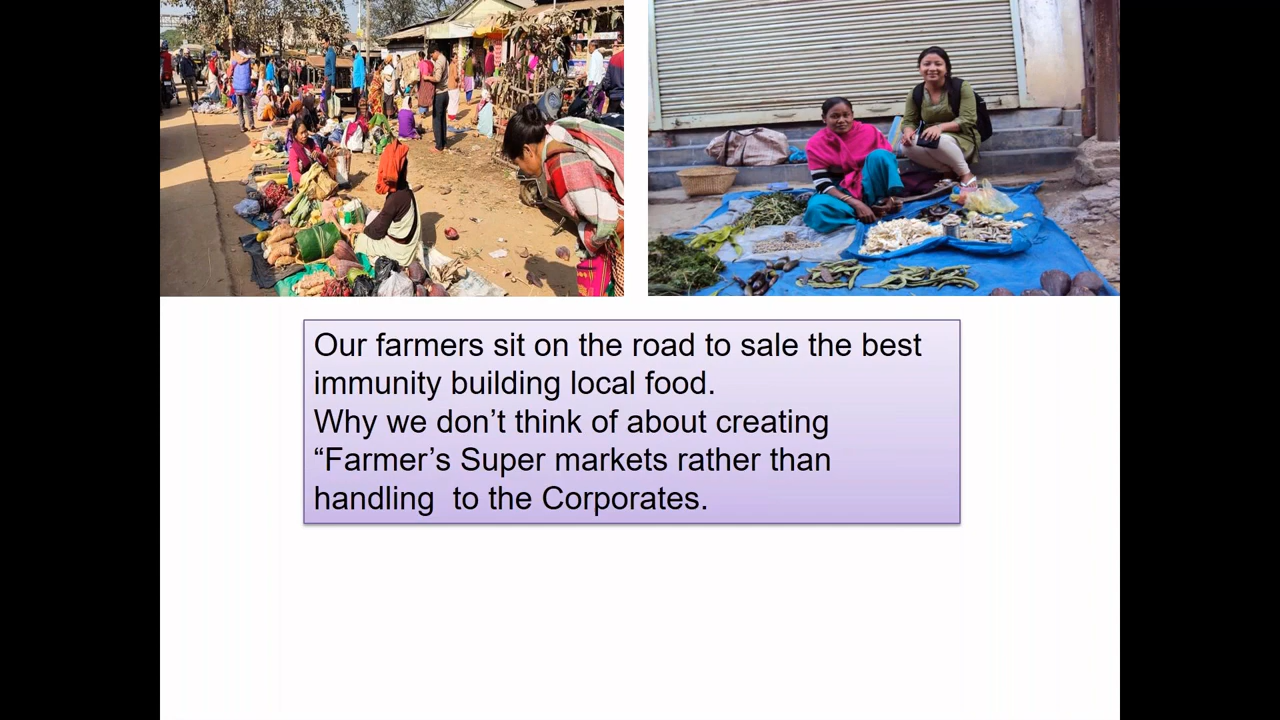 Our farmers sit on the road to sale the best
immunity building local food.
Why we don’t think of about creating
“Farmer’s Super markets rather than
handling  to the Corporates.